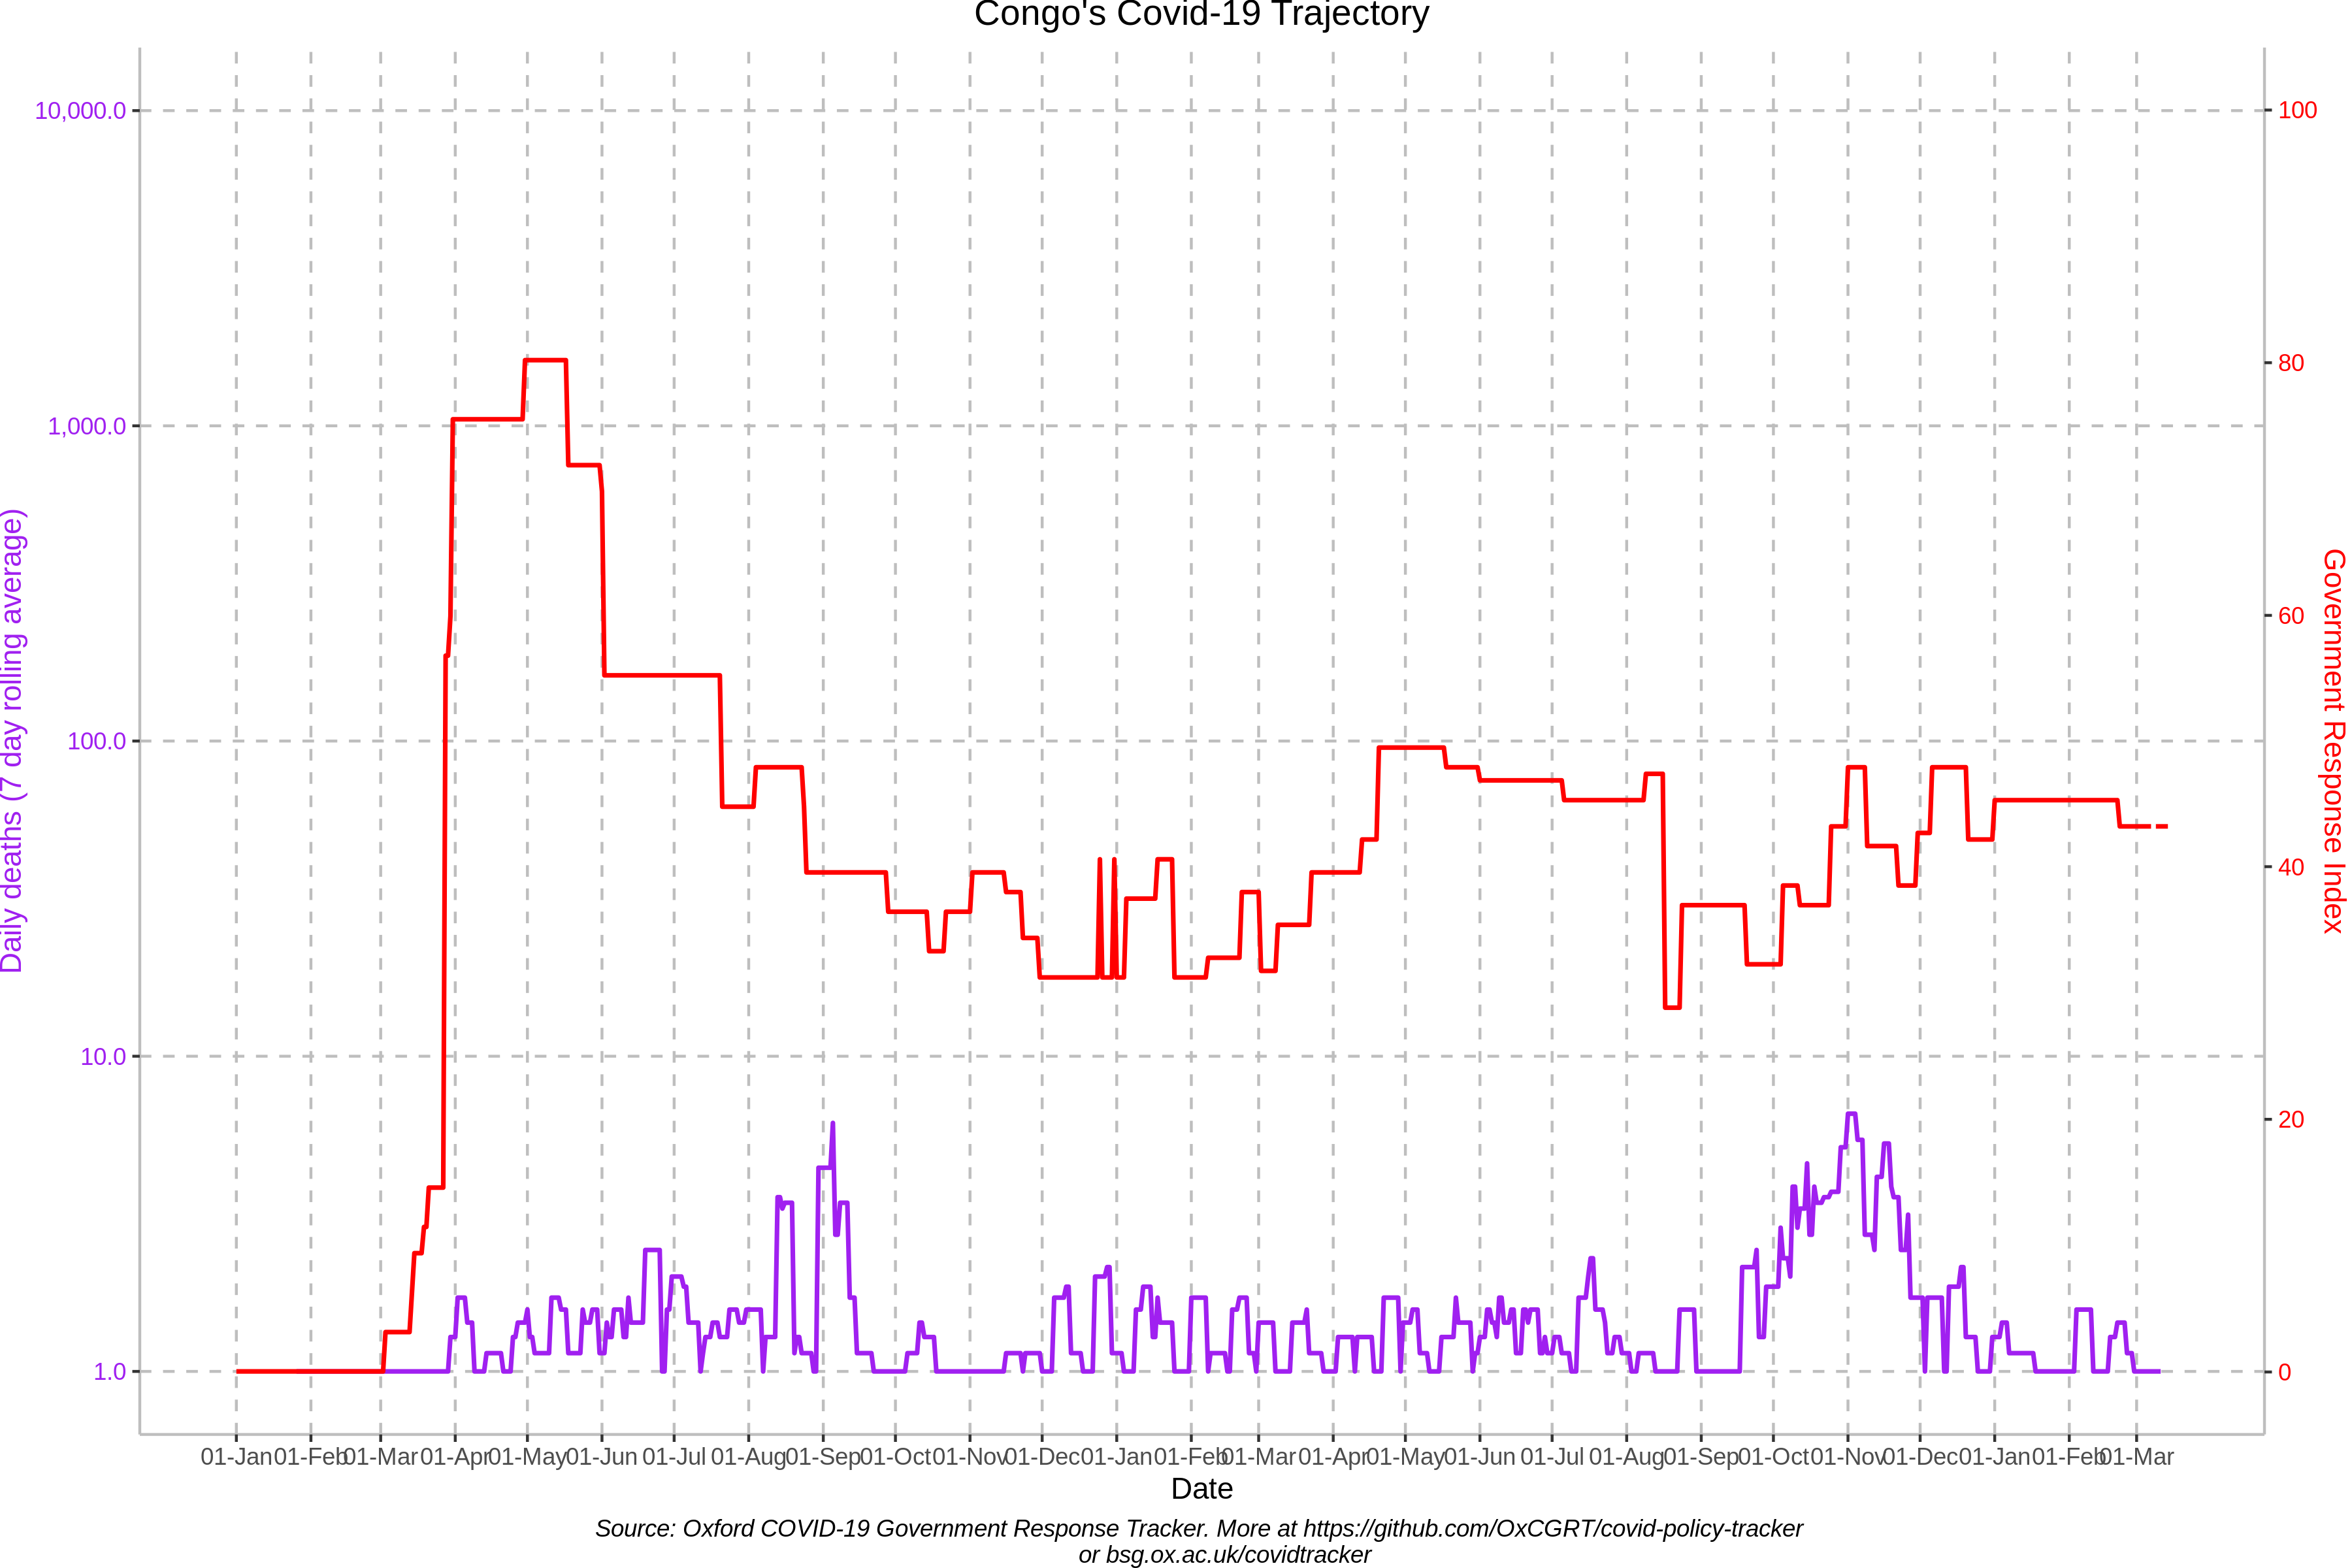 Congo's Covid-19 Trajectory
10,000.0
1,000.0
100.0
10.0
1.0
Daily deaths (7 day rolling average)
100
80
60
40
20
0
Government Response Index
01-Jan 01-Feb 01-Mar 01-Apr 01-May 01-Jun 01-Jul 01-Aug 01-Sep 01-Oct 01-Nov 01-Dec 01-Jan 01-Feb 01-Mar 01-Apr 01-May 01-Jun 01-Jul 01-Aug 01-Sep 01-Oct 01-Nov 01-Dec 01-Jan 01-Feb 01-Mar
Date
Source: Oxford COVID-19 Government Response Tracker. More at https://github.com/OxCGRT/covid-policy-tracker
or bsg.ox.ac.uk/covidtracker